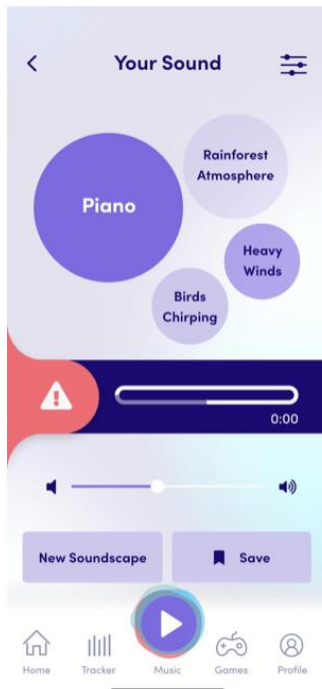 Your Sound
Rainforest
Atmosphere
Piano
Heavy
Winds
Birds
Chirping
0:00
New Soundscape
Save
Home
Tracker
Music
Games
Profile